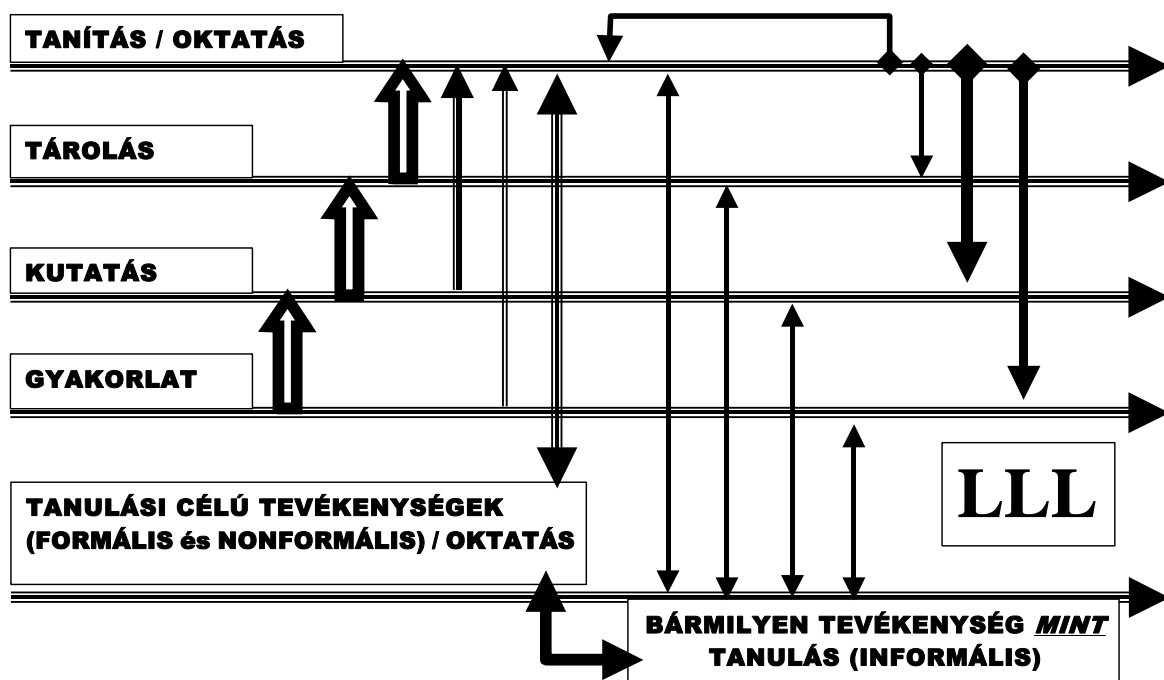 TANÍTÁS / OKTATÁS
TÁROLÁS
KUTATÁS
GYAKORLAT
TANULÁSI CÉLÚ TEVÉKENYSÉGEK
(FORMÁLIS és NONFORMÁLIS) / OKTATÁS
LLL
BÁRMILYEN TEVÉKENYSÉG MINT
TANULÁS (INFORMÁLIS)